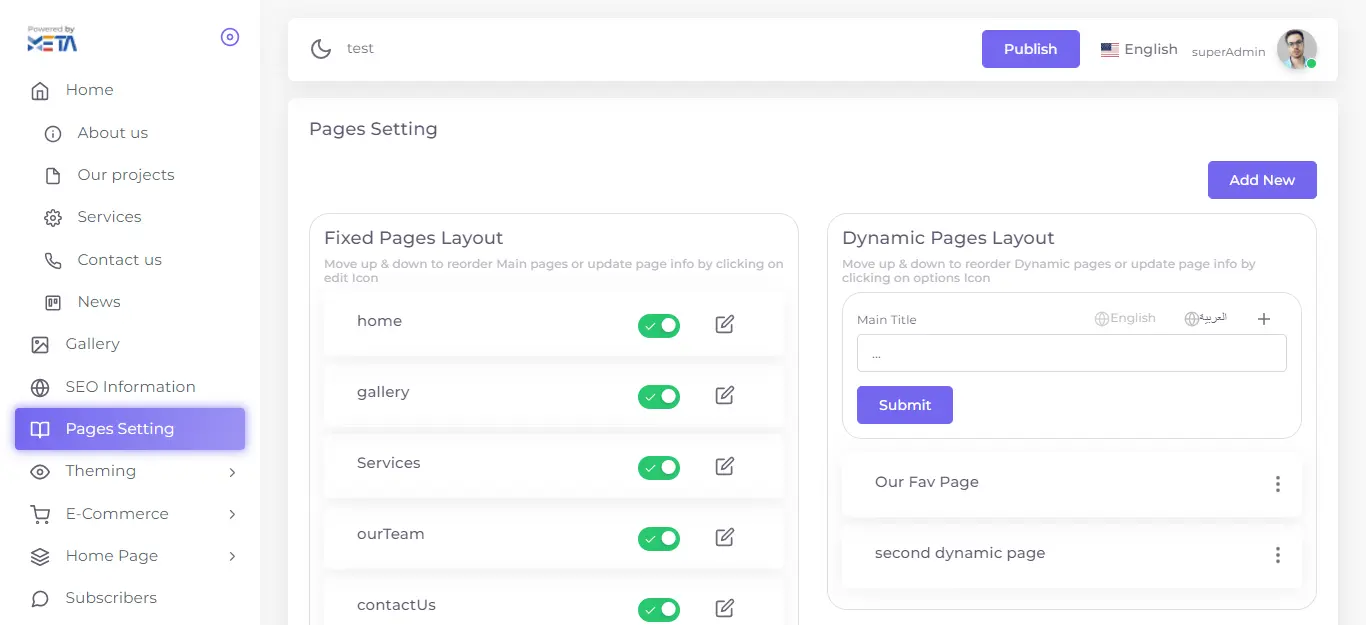 Powered by
META
Home
About us
Our projects
Services
Contact us
News
Gallery
SEO Information
Pages Setting
Theming
E-Commerce
Home Page
Subscribers
test
Publish
English
superAdmin
Pages Setting
Add New
Fixed Pages Layout
Move up & down to reorder Main pages or update page info by clicking on
edit Icon
home
gallery
Services
ourTeam
contactUs
Dynamic Pages Layout
Move up & down to reorder Dynamic pages or update page info by
clicking on options Icon
Main Title
English
العربية
...
Submit
Our Fav Page
second dynamic page